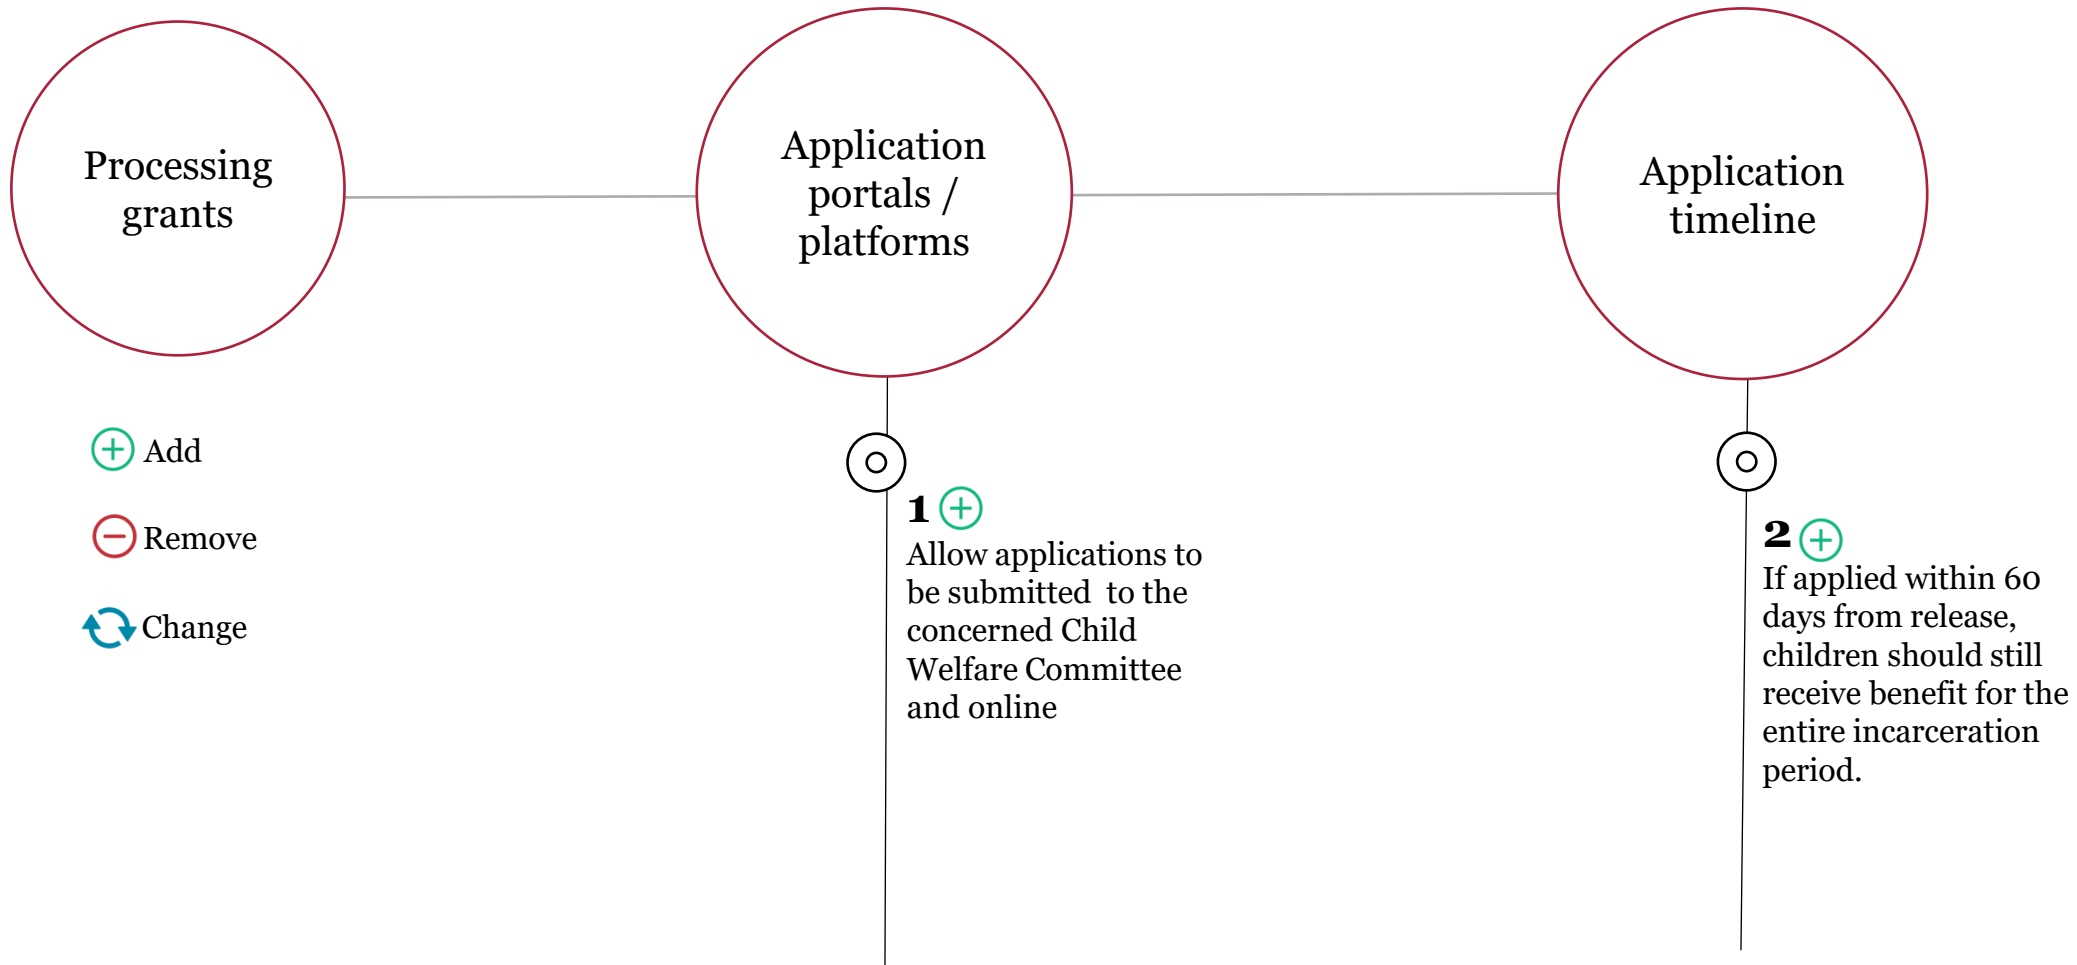 Processing
grants
Application
portals /
platforms
Application
timeline
Add
Remove
Change
1
Allow applications to
be submitted  to the
concerned Child
Welfare Committee
and online
2
If applied within 60
days from release,
children should still
receive benefit for the
entire incarceration
period.